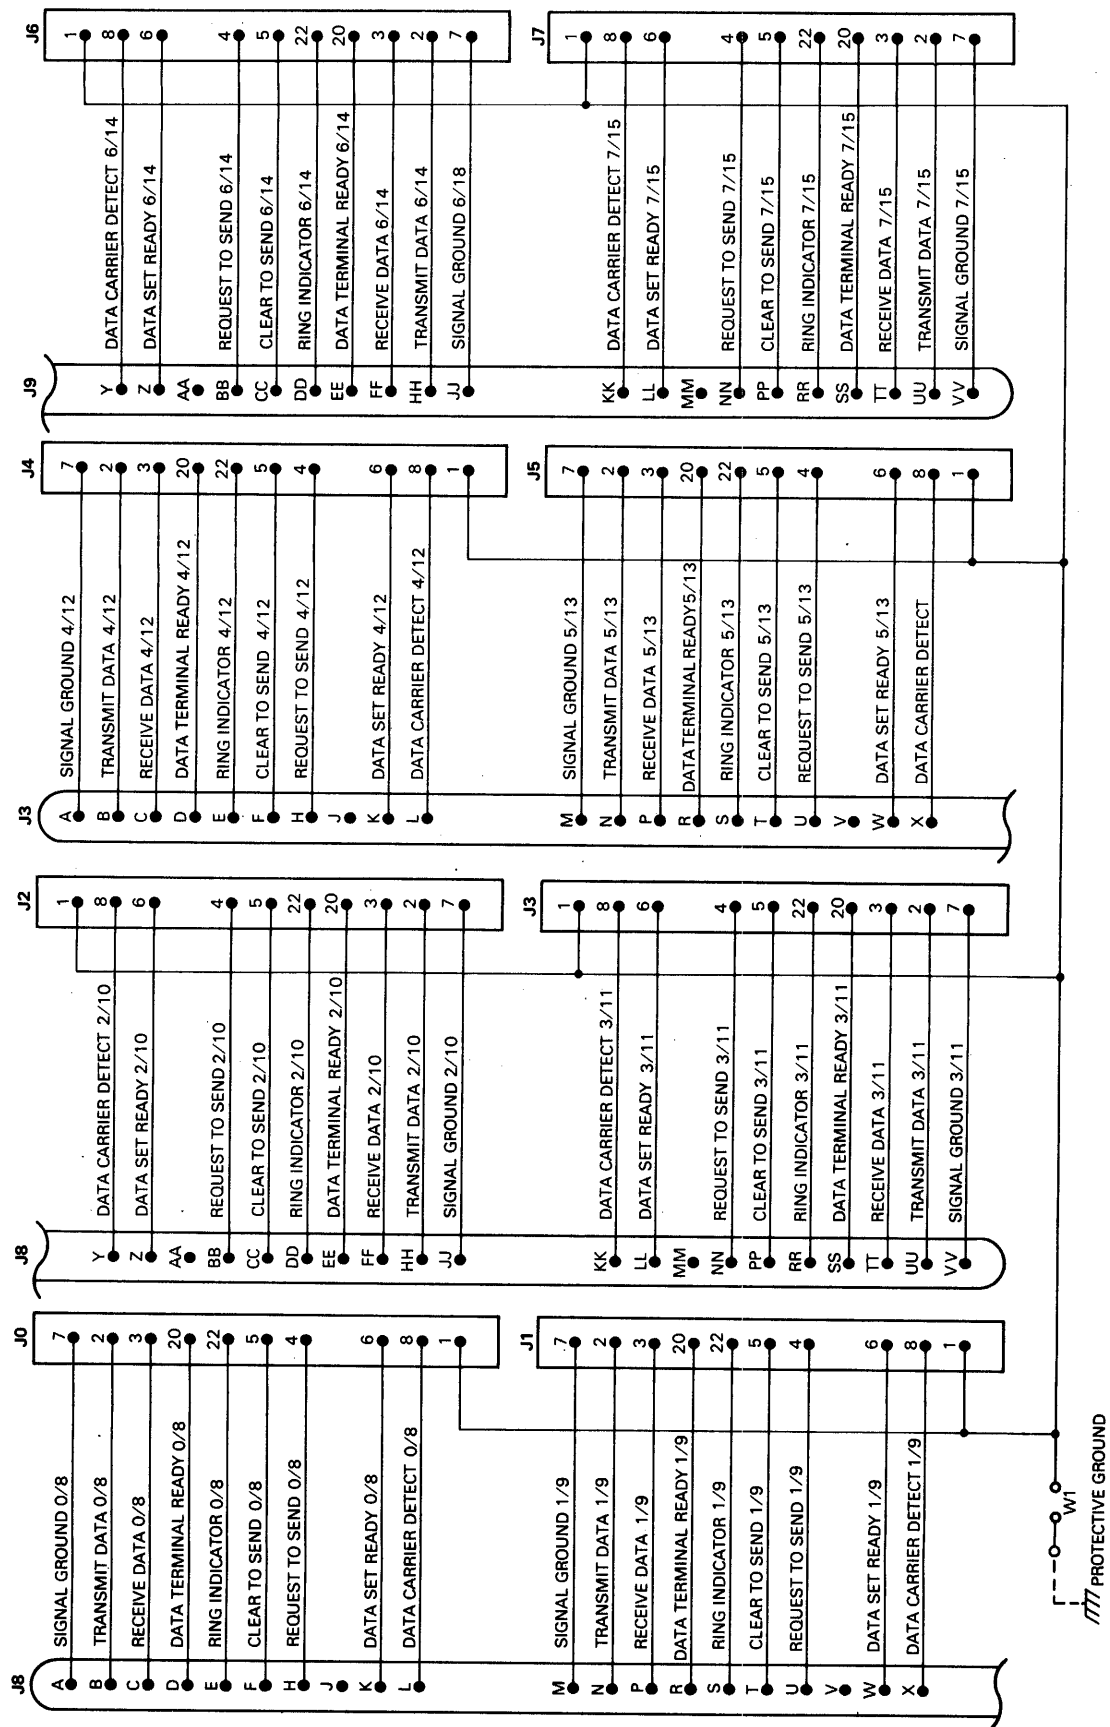 J8
J0
A SIGNAL GROUND 0/8 7
B TRANSMIT DATA 0/8 2
C RECEIVE DATA 0/8 3
D DATA TERMINAL READY 0/8 20
E RING INDICATOR 0/8 22
F CLEAR TO SEND 0/8 5
H REQUEST TO SEND 0/8 4
J
K DATA SET READY 0/8 6
L DATA CARRIER DETECT 0/8 8
1
J1
M SIGNAL GROUND 1/9 7
N TRANSMIT DATA 1/9 2
P RECEIVE DATA 1/9 3
R DATA TERMINAL READY 1/9 20
S RING INDICATOR 1/9 22
T CLEAR TO SEND 1/9 5
U REQUEST TO SEND 1/9 4
V
W DATA SET READY 1/9 6
X DATA CARRIER DETECT 1/9 8
1
J8
J2
1
Y DATA CARRIER DETECT 2/10 8
Z DATA SET READY 2/10 6
AA
BB REQUEST TO SEND 2/10 4
CC CLEAR TO SEND 2/10 5
DD RING INDICATOR 2/10 22
EE DATA TERMINAL READY 2/10 20
FF RECEIVE DATA 2/10 3
HH TRANSMIT DATA 2/10 2
JJ SIGNAL GROUND 2/10 7
J3
1
KK DATA CARRIER DETECT 3/11 8
LL DATA SET READY 3/11 6
MM
NN REQUEST TO SEND 3/11 4
PP CLEAR TO SEND 3/11 5
RR RING INDICATOR 3/11 22
SS DATA TERMINAL READY 3/11 20
TT RECEIVE DATA 3/11 3
UU TRANSMIT DATA 3/11 2
VV SIGNAL GROUND 3/11 7
J3
J4
A SIGNAL GROUND 4/12 7
B TRANSMIT DATA 4/12 2
C RECEIVE DATA 4/12 3
D DATA TERMINAL READY 4/12 20
E RING INDICATOR 4/12 22
F CLEAR TO SEND 4/12 5
H REQUEST TO SEND 4/12 4
J
K DATA SET READY 4/12 6
L DATA CARRIER DETECT 4/12 8
1
J5
M SIGNAL GROUND 5/13 7
N TRANSMIT DATA 5/13 2
P RECEIVE DATA 5/13 3
R DATA TERMINAL READY 5/13 20
S RING INDICATOR 5/13 22
T CLEAR TO SEND 5/13 5
U REQUEST TO SEND 5/13 4
V
W DATA SET READY 5/13 6
X DATA CARRIER DETECT 8
1
J9
J6
1
Y DATA CARRIER DETECT 6/14 8
Z DATA SET READY 6/14 6
AA
BB REQUEST TO SEND 6/14 4
CC CLEAR TO SEND 6/14 5
DD RING INDICATOR 6/14 22
EE DATA TERMINAL READY 6/14 20
FF RECEIVE DATA 6/14 3
HH TRANSMIT DATA 6/14 2
JJ SIGNAL GROUND 6/18 7
J7
1
KK DATA CARRIER DETECT 7/15 8
LL DATA SET READY 7/15 6
MM
NN REQUEST TO SEND 7/15 4
PP CLEAR TO SEND 7/15 5
RR RING INDICATOR 7/15 22
SS DATA TERMINAL READY 7/15 20
TT RECEIVE DATA 7/15 3
UU TRANSMIT DATA 7/15 2
VV SIGNAL GROUND 7/15 7
W1
PROTECTIVE GROUND